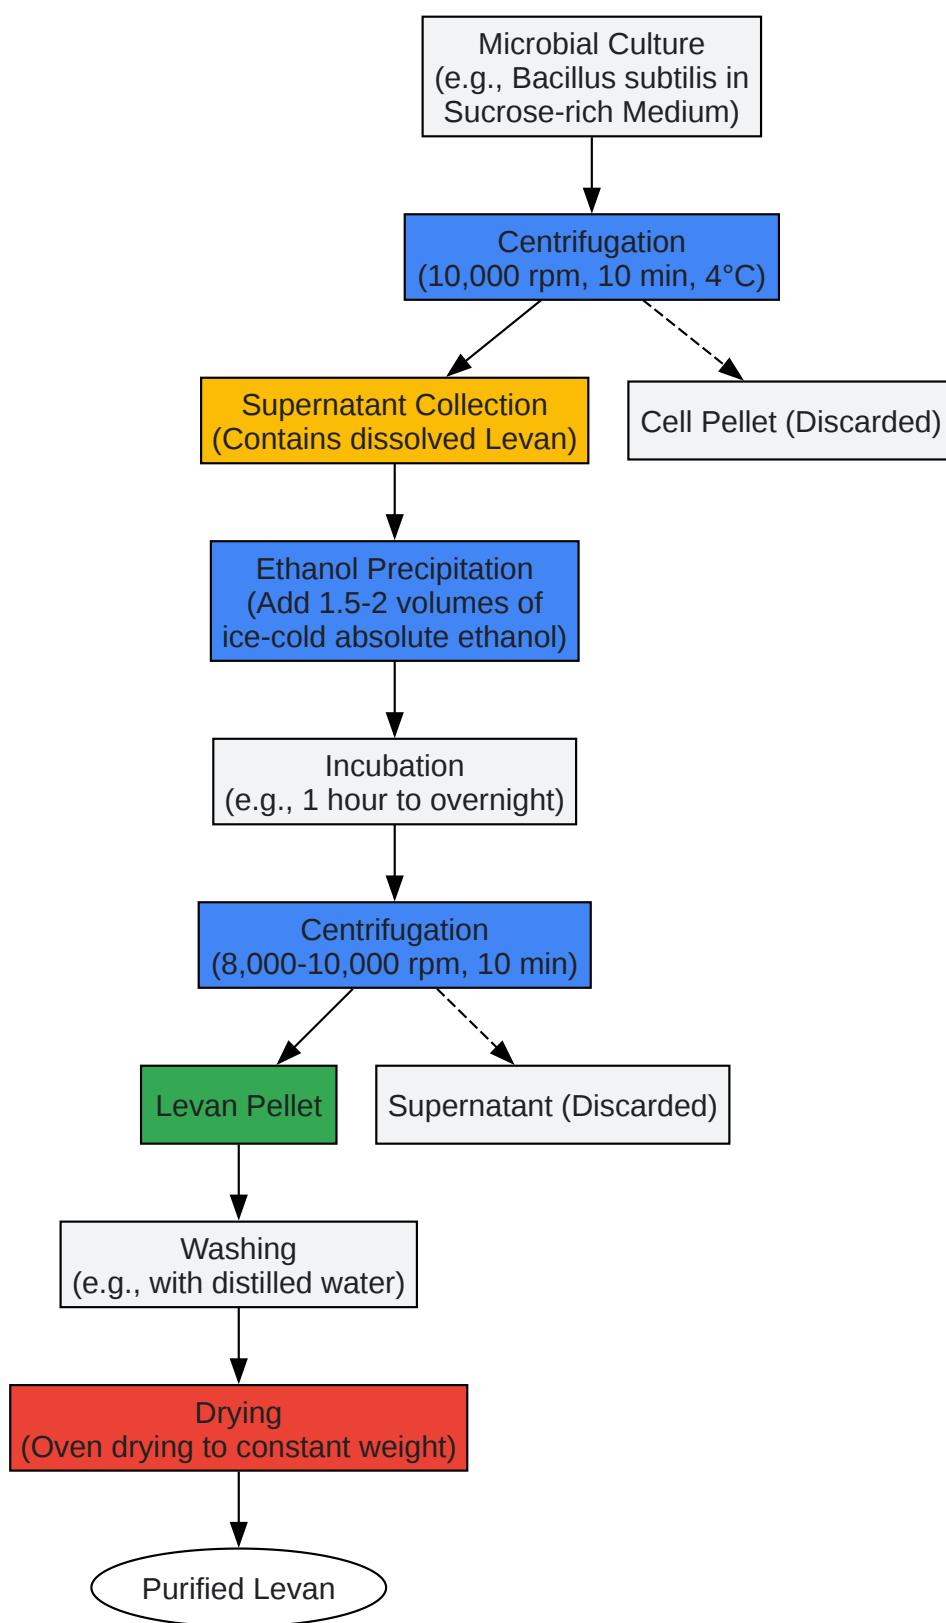 Microbial Culture
(e.g., Bacillus subtilis in
Sucrose-rich Medium)
Centrifugation
(10,000 rpm, 10 min, 4°C)
Supernatant Collection
(Contains dissolved Levan)
Cell Pellet (Discarded)
Ethanol Precipitation
(Add 1.5-2 volumes of
ice-cold absolute ethanol)
Incubation
(e.g., 1 hour to overnight)
Centrifugation
(8,000-10,000 rpm, 10 min)
Levan Pellet
Supernatant (Discarded)
Washing
(e.g., with distilled water)
Drying
(Oven drying to constant weight)
Purified Levan